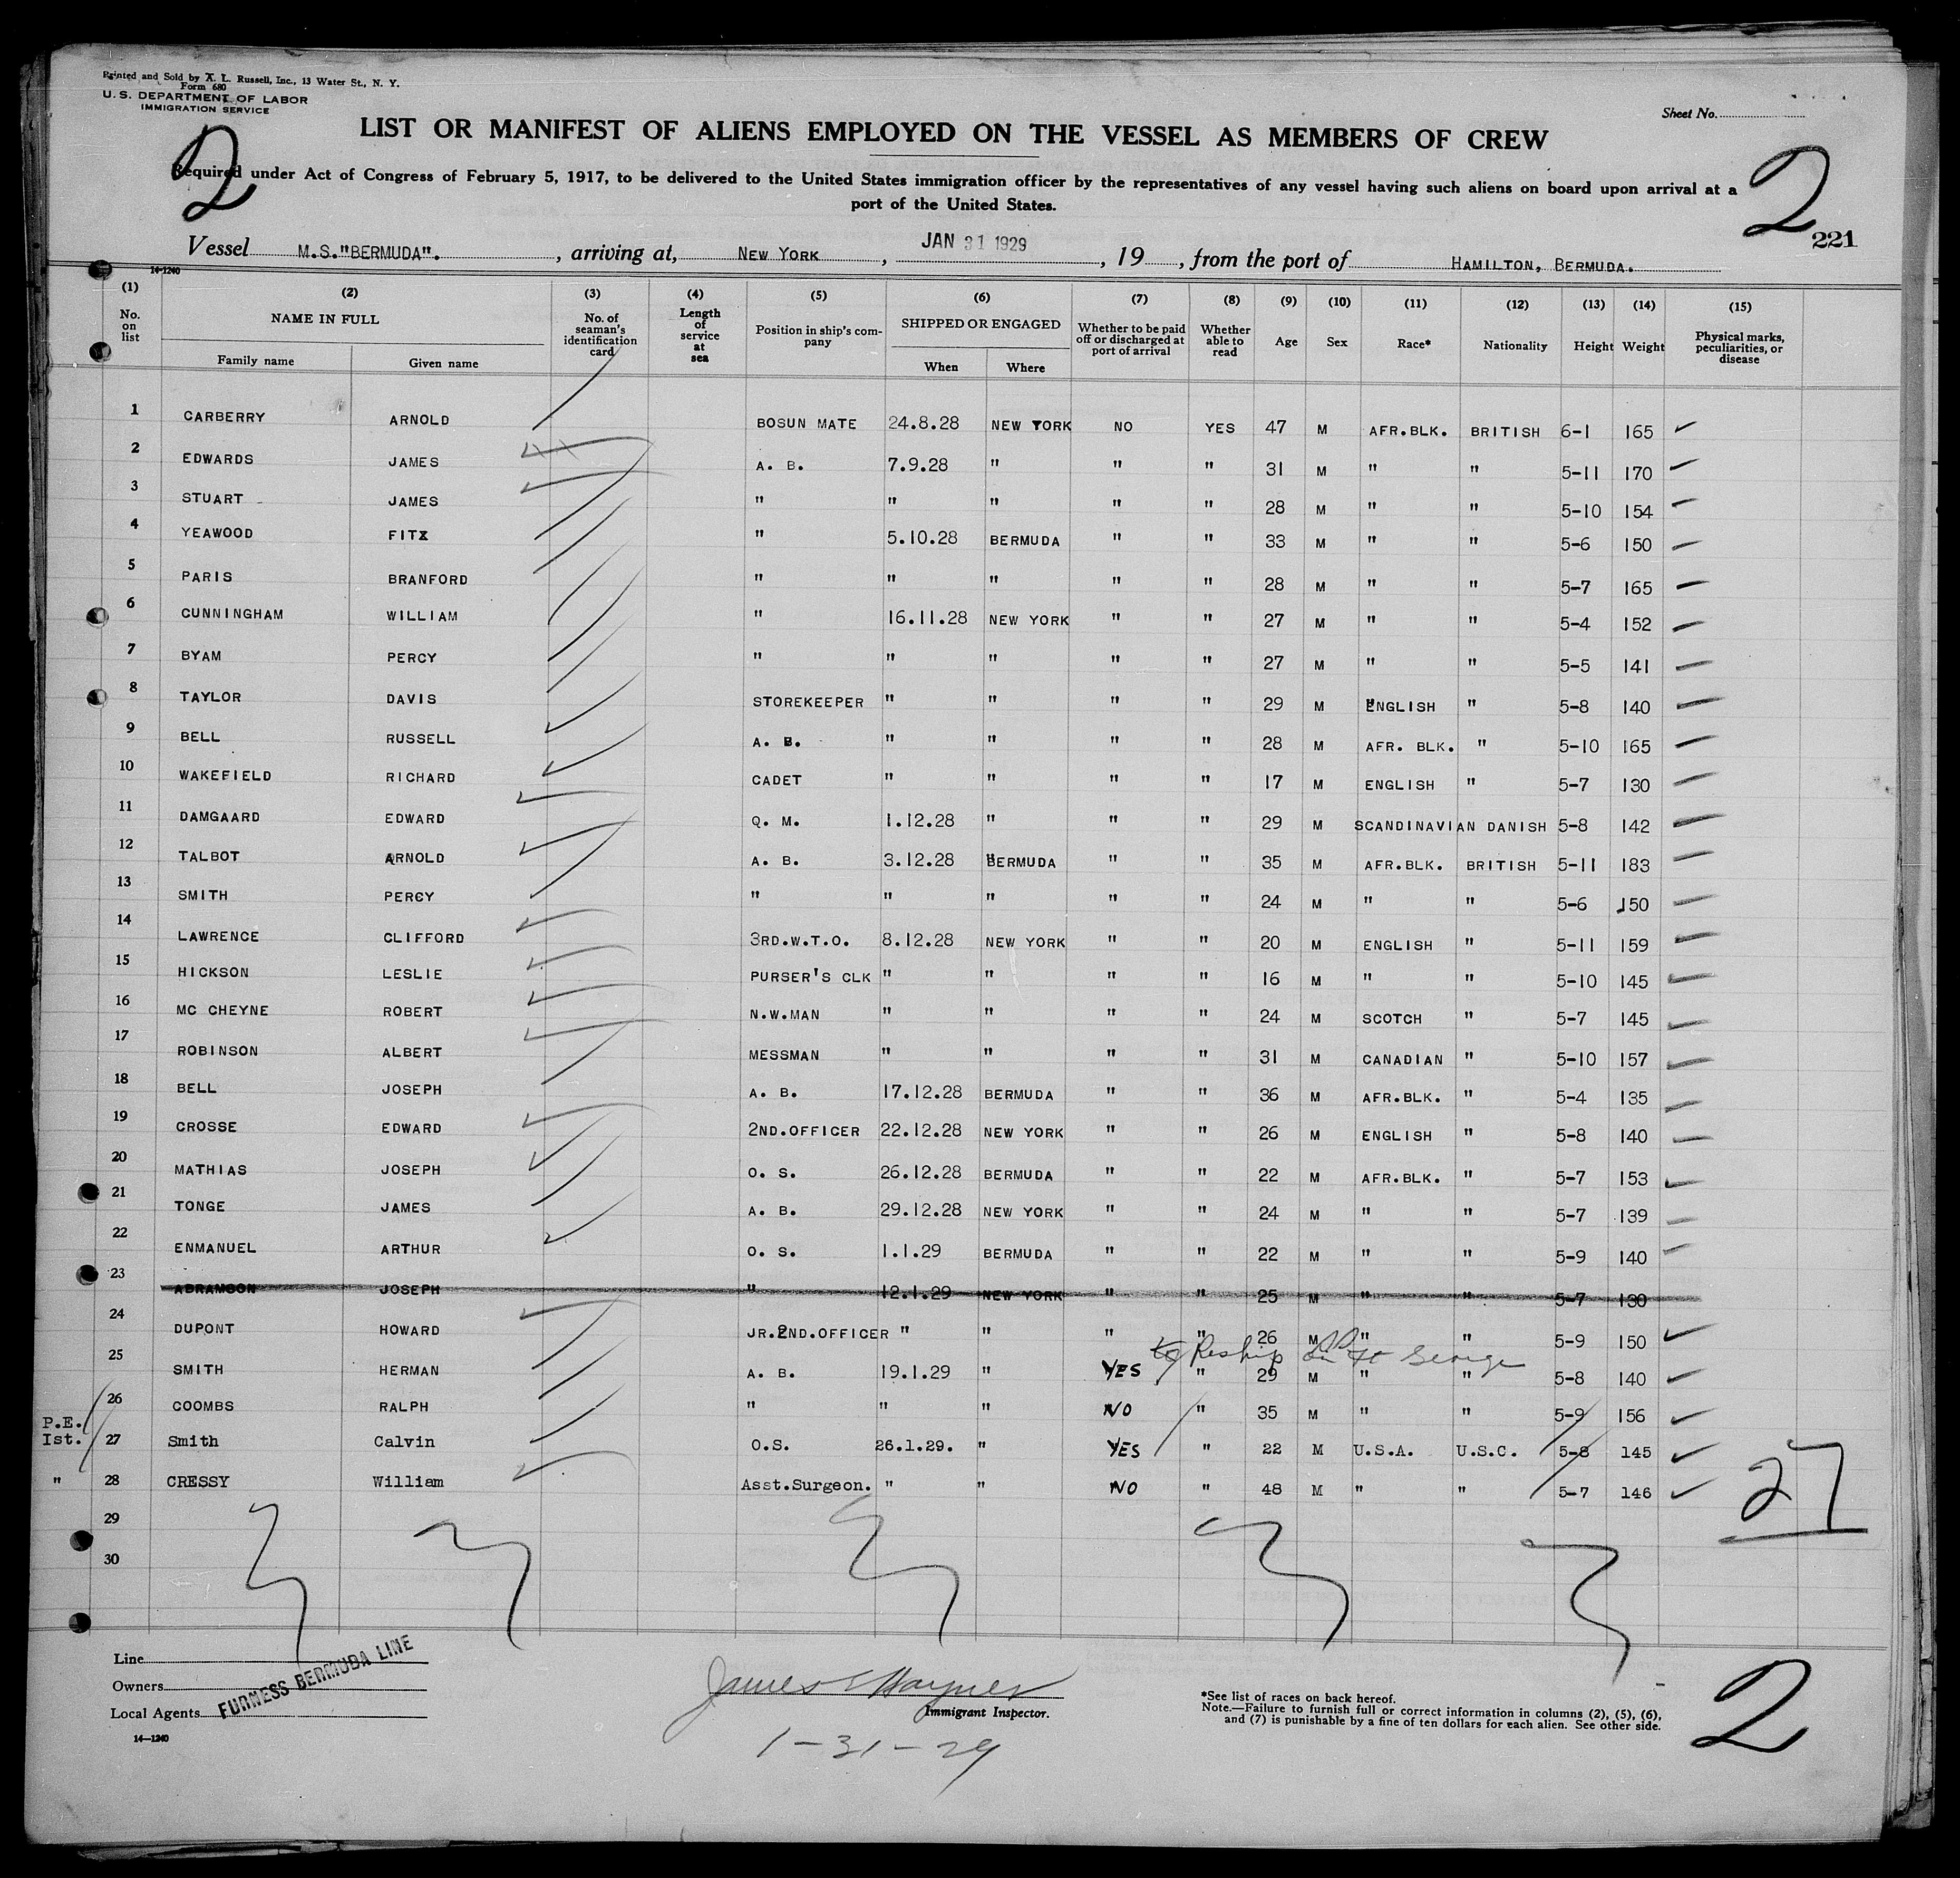 Printed and Sold by A. L. Russell, Inc., 13 Water St., N. Y.
Form 680
U. S. DEPARTMENT OF LABOR
IMMIGRATION SERVICE
Sheet No.
LIST OR MANIFEST OF ALIENS EMPLOYED ON THE VESSEL AS MEMBERS OF CREW
2 2
Required under Act of Congress of February 5, 1917, to be delivered to the United States immigration officer by the representatives of any vessel having such aliens on board upon arrival at a
port of the United States.
221
Vessel M.S."BERMUDA". , arriving at, NEW YORK , JAN 31 1929 , 19 , from the port of HAMILTON, BERMUDA.
14-1240
(1) (2) (3) (4) (5) (6) (7) (8) (9) (10) (11) (12) (13) (14) (15)
No. on list NAME IN FULL Family name Given name No. of seaman's identification card Length of service at sea Position in ship's company SHIPPED OR ENGAGED When Where Whether to be paid off or discharged at port of arrival Whether able to read Age Sex Race* Nationality Height Weight Physical marks, peculiarities, or disease
1 CARBERRY ARNOLD BOSUN MATE 24.8.28 NEW YORK NO YES 47 M AFR.BLK. BRITISH 6-1 165
2 EDWARDS JAMES A. B. 7.9.28 " " " 31 M " " 5-11 170
3 STUART JAMES " " " " " 28 M " " 5-10 154
4 YEAWOOD FITX " 5.10.28 BERMUDA " " 33 M " " 5-6 150
5 PARIS BRANFORD " " " " " 28 M " " 5-7 165
6 CUNNINGHAM WILLIAM " 16.11.28 NEW YORK " " 27 M " " 5-4 152
7 BYAM PERCY " " " " " 27 M " " 5-5 141
8 TAYLOR DAVIS STOREKEEPER " " " " 29 M ENGLISH " 5-8 140
9 BELL RUSSELL A. B. " " " " 28 M AFR. BLK. " 5-10 165
10 WAKEFIELD RICHARD CADET " " " " 17 M ENGLISH " 5-7 130
11 DAMGAARD EDWARD Q. M. 1.12.28 " " " 29 M SCANDINAVIAN DANISH 5-8 142
12 TALBOT ARNOLD A. B. 3.12.28 BERMUDA " " 35 M AFR.BLK. BRITISH 5-11 183
13 SMITH PERCY " " " " " 24 M " " 5-6 150
14 LAWRENCE CLIFFORD 3RD.W.T.O. 8.12.28 NEW YORK " " 20 M ENGLISH " 5-11 159
15 HICKSON LESLIE PURSER'S CLK " " " " 16 M " " 5-10 145
16 MC CHEYNE ROBERT N.W.MAN " " " " 24 M SCOTCH " 5-7 145
17 ROBINSON ALBERT MESSMAN " " " " 31 M CANADIAN " 5-10 157
18 BELL JOSEPH A. B. 17.12.28 BERMUDA " " 36 M AFR.BLK. " 5-4 135
19 CROSSE EDWARD 2ND.OFFICER 22.12.28 NEW YORK " " 26 M ENGLISH " 5-8 140
20 MATHIAS JOSEPH O. S. 26.12.28 BERMUDA " " 22 M AFR.BLK. " 5-7 153
21 TONGE JAMES A. B. 29.12.28 NEW YORK " " 24 M " " 5-7 139
22 ENMANUEL ARTHUR O. S. 1.1.29 BERMUDA " " 22 M " " 5-9 140
23 ABRAMSON JOSEPH " 12.1.29 NEW YORK " " 25 M " " 5-7 130
24 DUPONT HOWARD JR.2ND.OFFICER " " " " 26 M " " 5-9 150
to Reship on SS Ft George
25 SMITH HERMAN A. B. 19.1.29 " YES " 29 M " " 5-8 140
26 COOMBS RALPH " " " NO " 35 M " " 5-9 156
P.E. Ist. 27 Smith Calvin O.S. 26.1.29. " YES " 22 M U.S.A. U.S.C. 5-8 145
" 28 CRESSY William Asst.Surgeon. " " NO " 48 M " " 5-7 146
27
29
30
Line
Owners
Local Agents
FURNESS BERMUDA LINE
14—1240
James E Haynes
Immigrant Inspector.
1-31-29
*See list of races on back hereof.
Note.—Failure to furnish full or correct information in columns (2), (5), (6),
and (7) is punishable by a fine of ten dollars for each alien. See other side.
2